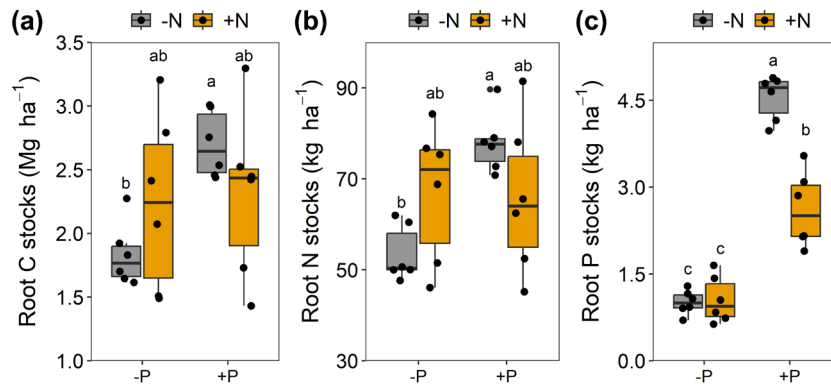 (a) -N +N
Root C stocks (Mg ha⁻¹)
3.5
3.0
2.5
2.0
1.5
1.0
b
ab
a
ab
-P +P
(b) -N +N
Root N stocks (kg ha⁻¹)
90
70
50
30
b
ab
a
ab
-P +P
(c) -N +N
Root P stocks (kg ha⁻¹)
4.5
3.0
1.5
0.0
c
c
a
b
-P +P